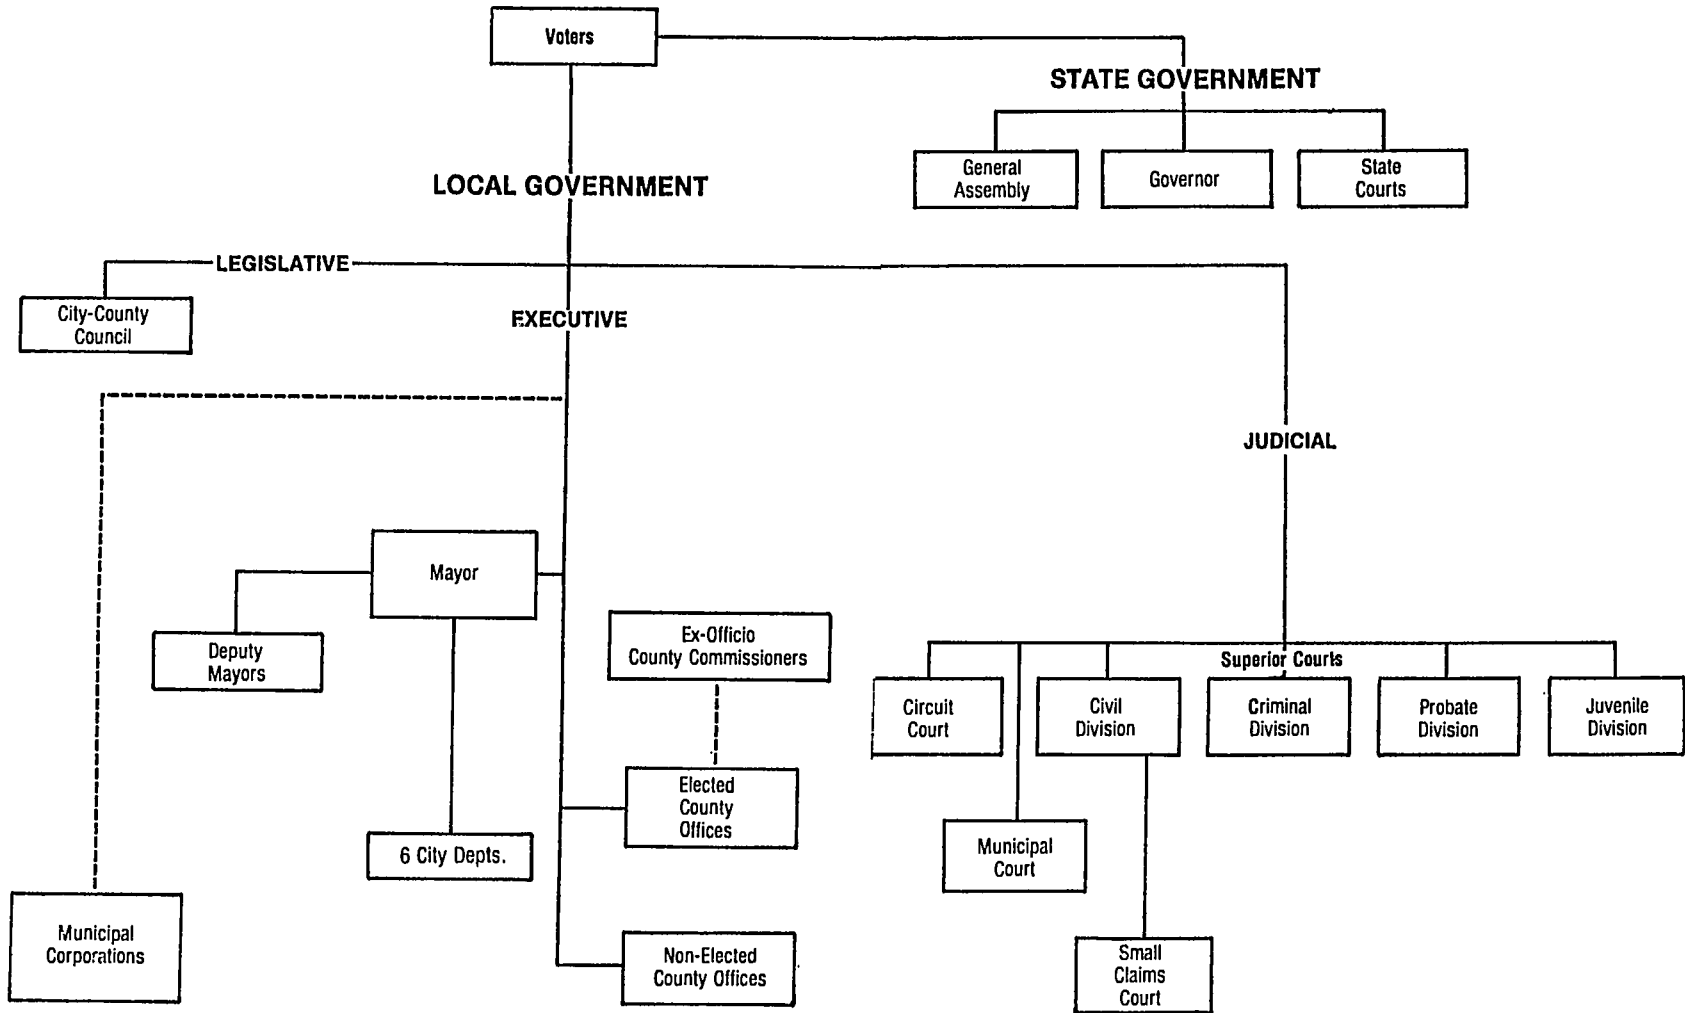 Voters
STATE GOVERNMENT
General
Assembly
Governor
State
Courts
LOCAL GOVERNMENT
LEGISLATIVE
City-County
Council
EXECUTIVE
JUDICIAL
Mayor
Deputy
Mayors
Ex-Officio
County Commissioners
Superior Courts
Circuit
Court
Civil
Division
Criminal
Division
Probate
Division
Juvenile
Division
Elected
County
Offices
6 City Depts.
Municipal
Court
Municipal
Corporations
Non-Elected
County Offices
Small
Claims
Court